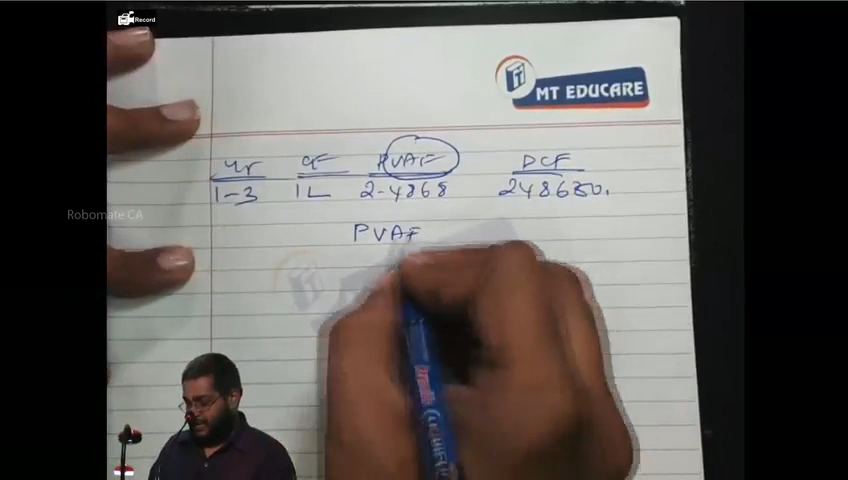 Record
MT EDUCARE
Yr CF PVAF DCF
1-3 1L 2.4868 248680.
Robomate CA
PVAF